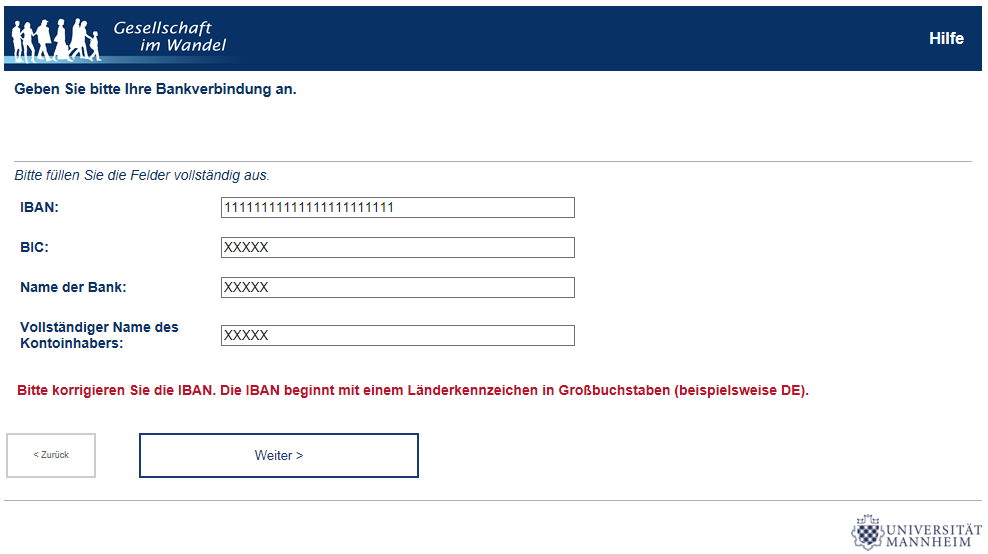 Gesellschaft
im Wandel
Hilfe
Geben Sie bitte Ihre Bankverbindung an.
Bitte füllen Sie die Felder vollständig aus.
IBAN: 1111111111111111111111
BIC: XXXXX
Name der Bank: XXXXX
Vollständiger Name des
Kontoinhabers: XXXXX
Bitte korrigieren Sie die IBAN. Die IBAN beginnt mit einem Länderkennzeichen in Großbuchstaben (beispielsweise DE).
< Zurück
Weiter >
UNIVERSITÄT
MANNHEIM